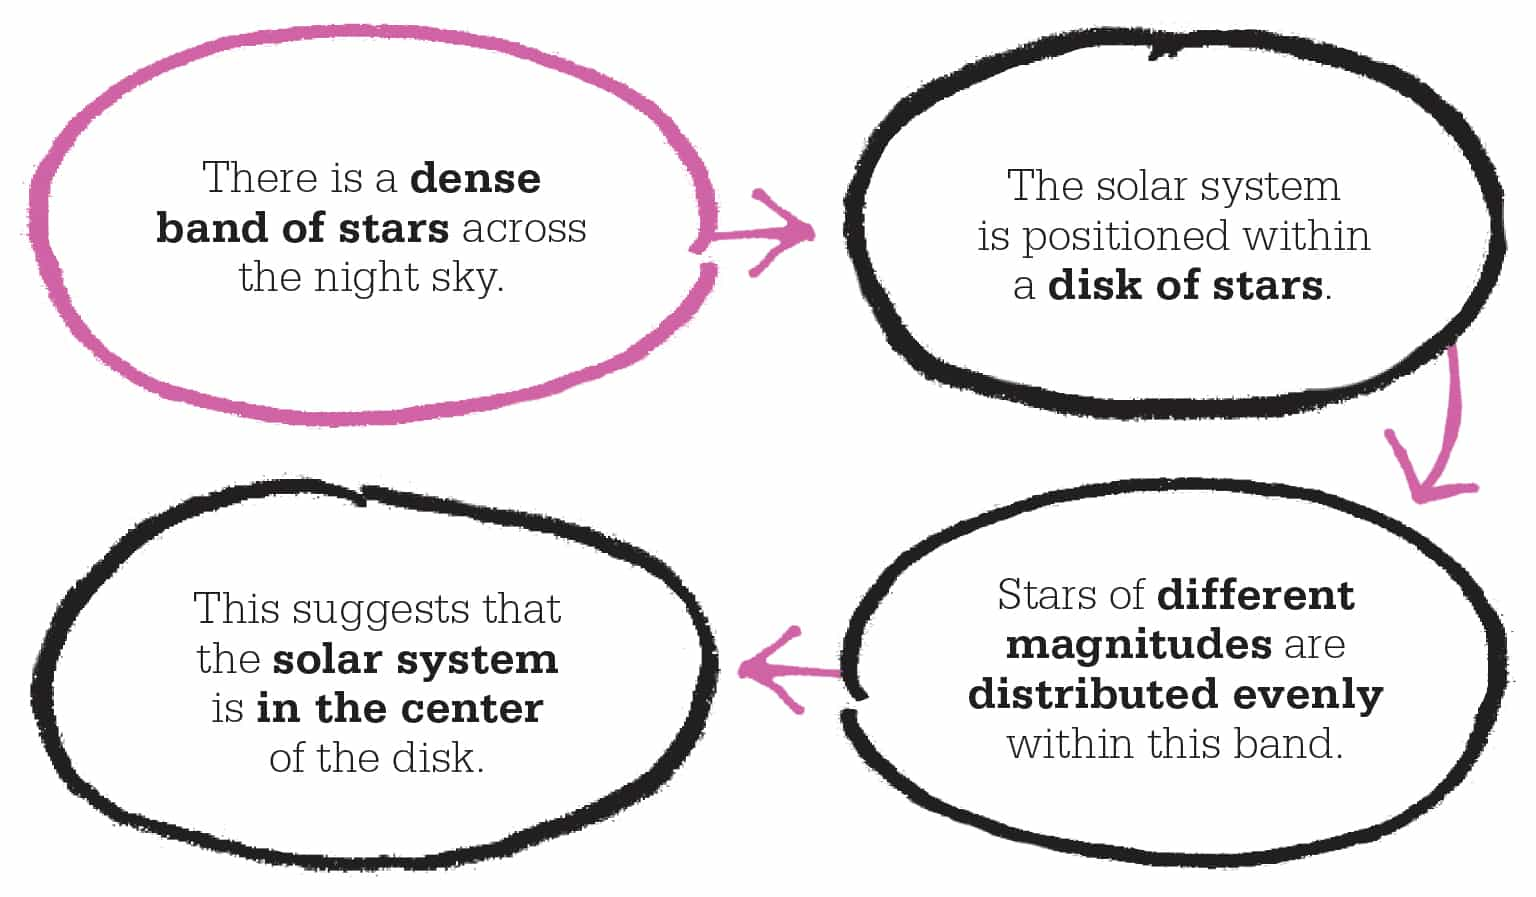 There is a dense
band of stars across
the night sky.
The solar system
is positioned within
a disk of stars.
Stars of different
magnitudes are
distributed evenly
within this band.
This suggests that
the solar system
is in the center
of the disk.